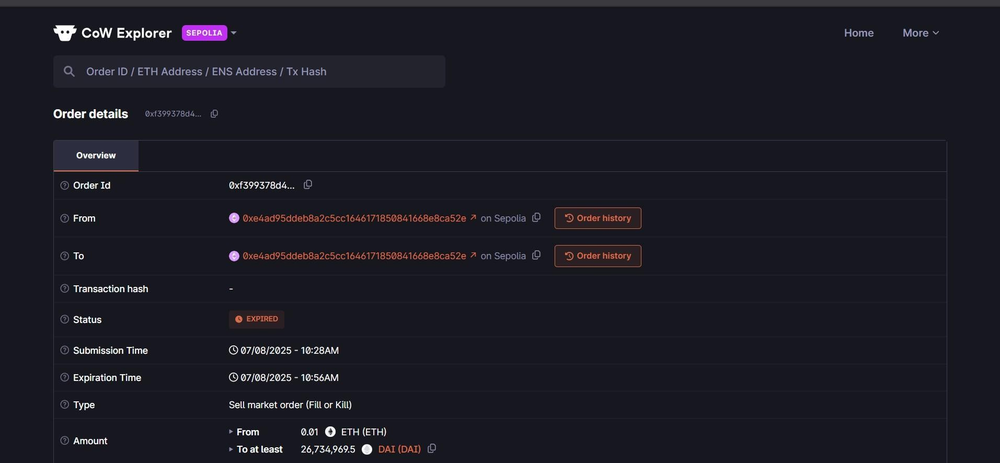 CoW Explorer SEPOLIA Home More
Order ID / ETH Address / ENS Address / Tx Hash
Order details 0xf399378d4...
Overview
Order Id 0xf399378d4...
From 0xe4ad95ddeb8a2c5cc1646171850841668e8ca52e ↗ on Sepolia Order history
To 0xe4ad95ddeb8a2c5cc1646171850841668e8ca52e ↗ on Sepolia Order history
Transaction hash -
Status EXPIRED
Submission Time 07/08/2025 - 10:28AM
Expiration Time 07/08/2025 - 10:56AM
Type Sell market order (Fill or Kill)
Amount
From 0.01 ETH (ETH)
To at least 26,734,969.5 DAI (DAI)